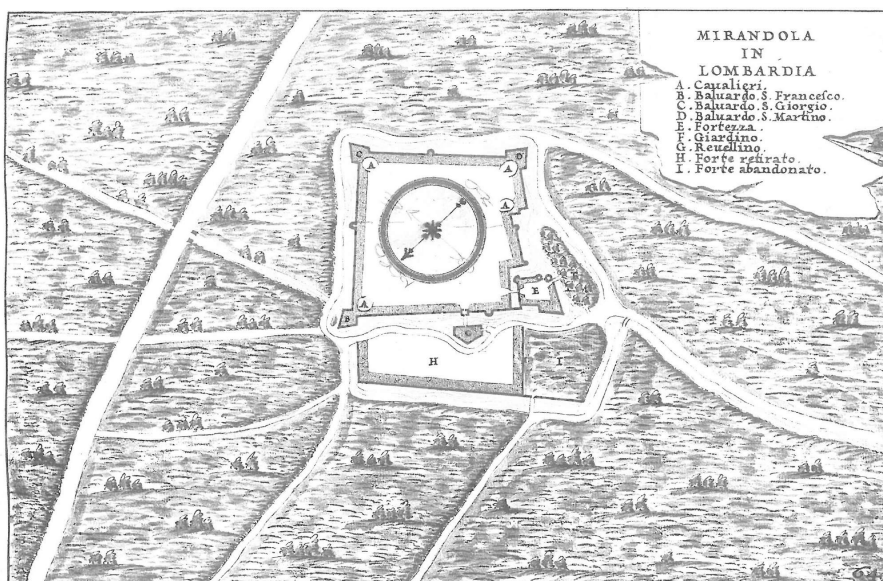 MIRANDOLA
IN
LOMBARDIA
A. Caualieri.
B. Baluardo. S. Francesco.
C. Baluardo. S. Giorgio.
D. Baluardo. S. Martino.
E. Fortezza.
F. Giardino.
G. Reuellino.
H. Forte retirato.
I. Forte abandonato.
A
A
A
A
E
B
H
I